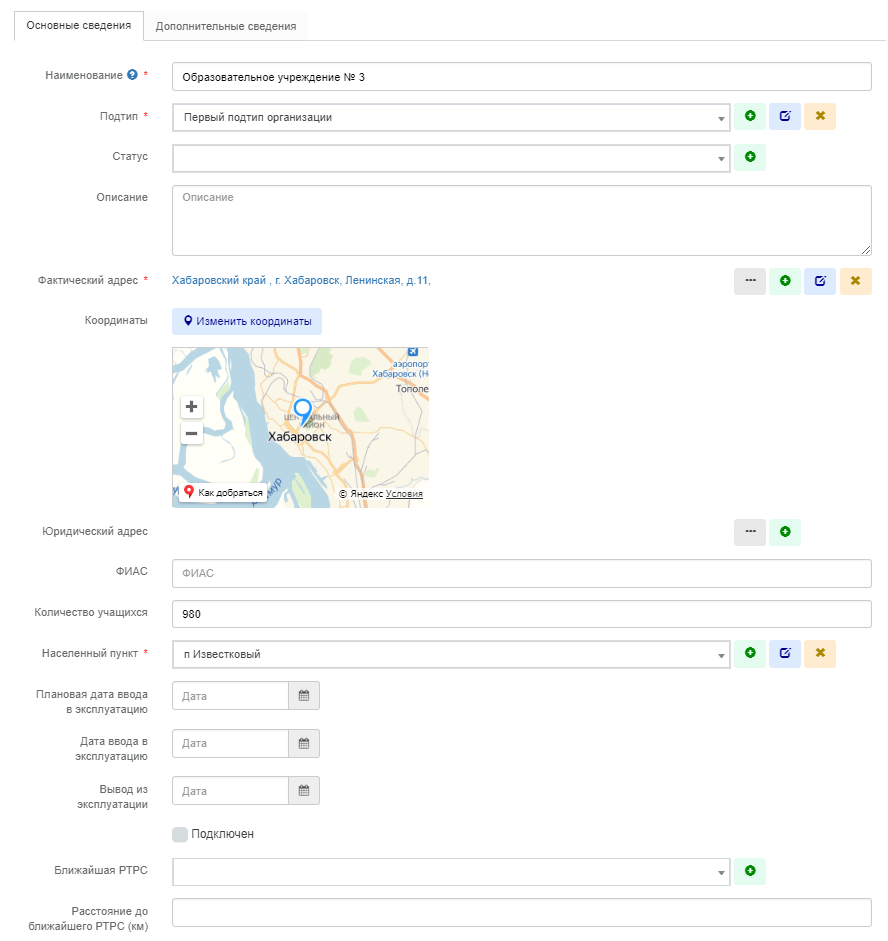 Основные сведения
Дополнительные сведения
Наименование *
Образовательное учреждение № 3
Подтип *
Первый подтип организации
Статус
Описание
Описание
Фактический адрес *
Хабаровский край , г. Хабаровск, Ленинская, д.11,
Координаты
Изменить координаты
аэропорт
Хабаровск (Н
Тополе
ЦЕНТРАЛЬНЫЙ
РАЙОН
Хабаровск
Как добраться
© Яндекс Условия
Юридический адрес
ФИАС
ФИАС
Количество учащихся
980
Населенный пункт *
п Известковый
Плановая дата ввода
в эксплуатацию
Дата
Дата ввода в
эксплуатацию
Дата
Вывод из
эксплуатации
Дата
Подключен
Ближайшая РТРС
Расстояние до
ближайшего РТРС (км)